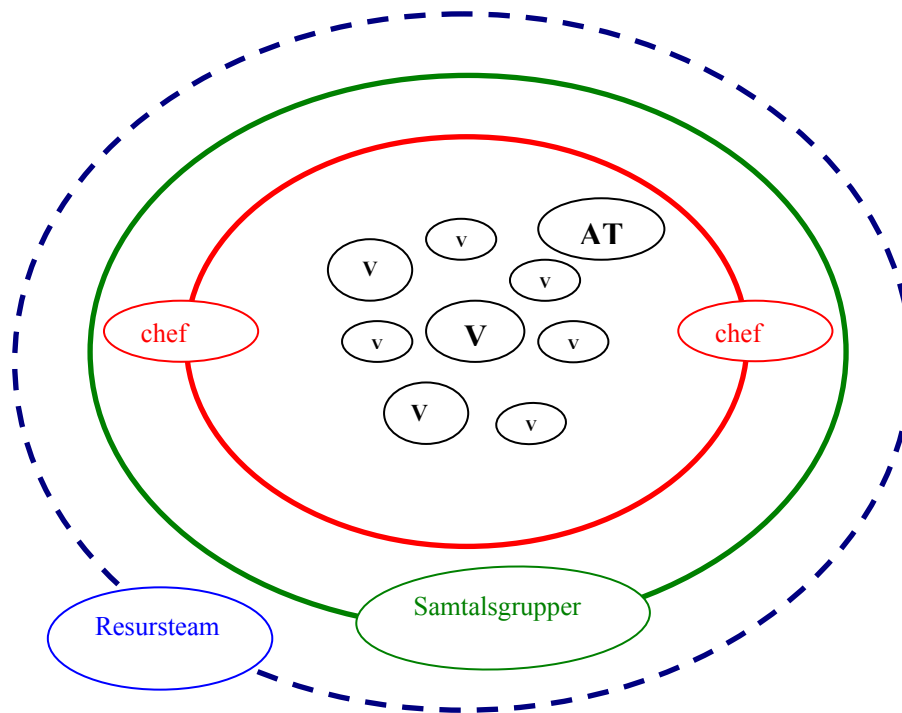 AT
v
V
v
chef
v
V
v
chef
V
v
Samtalsgrupper
Resursteam